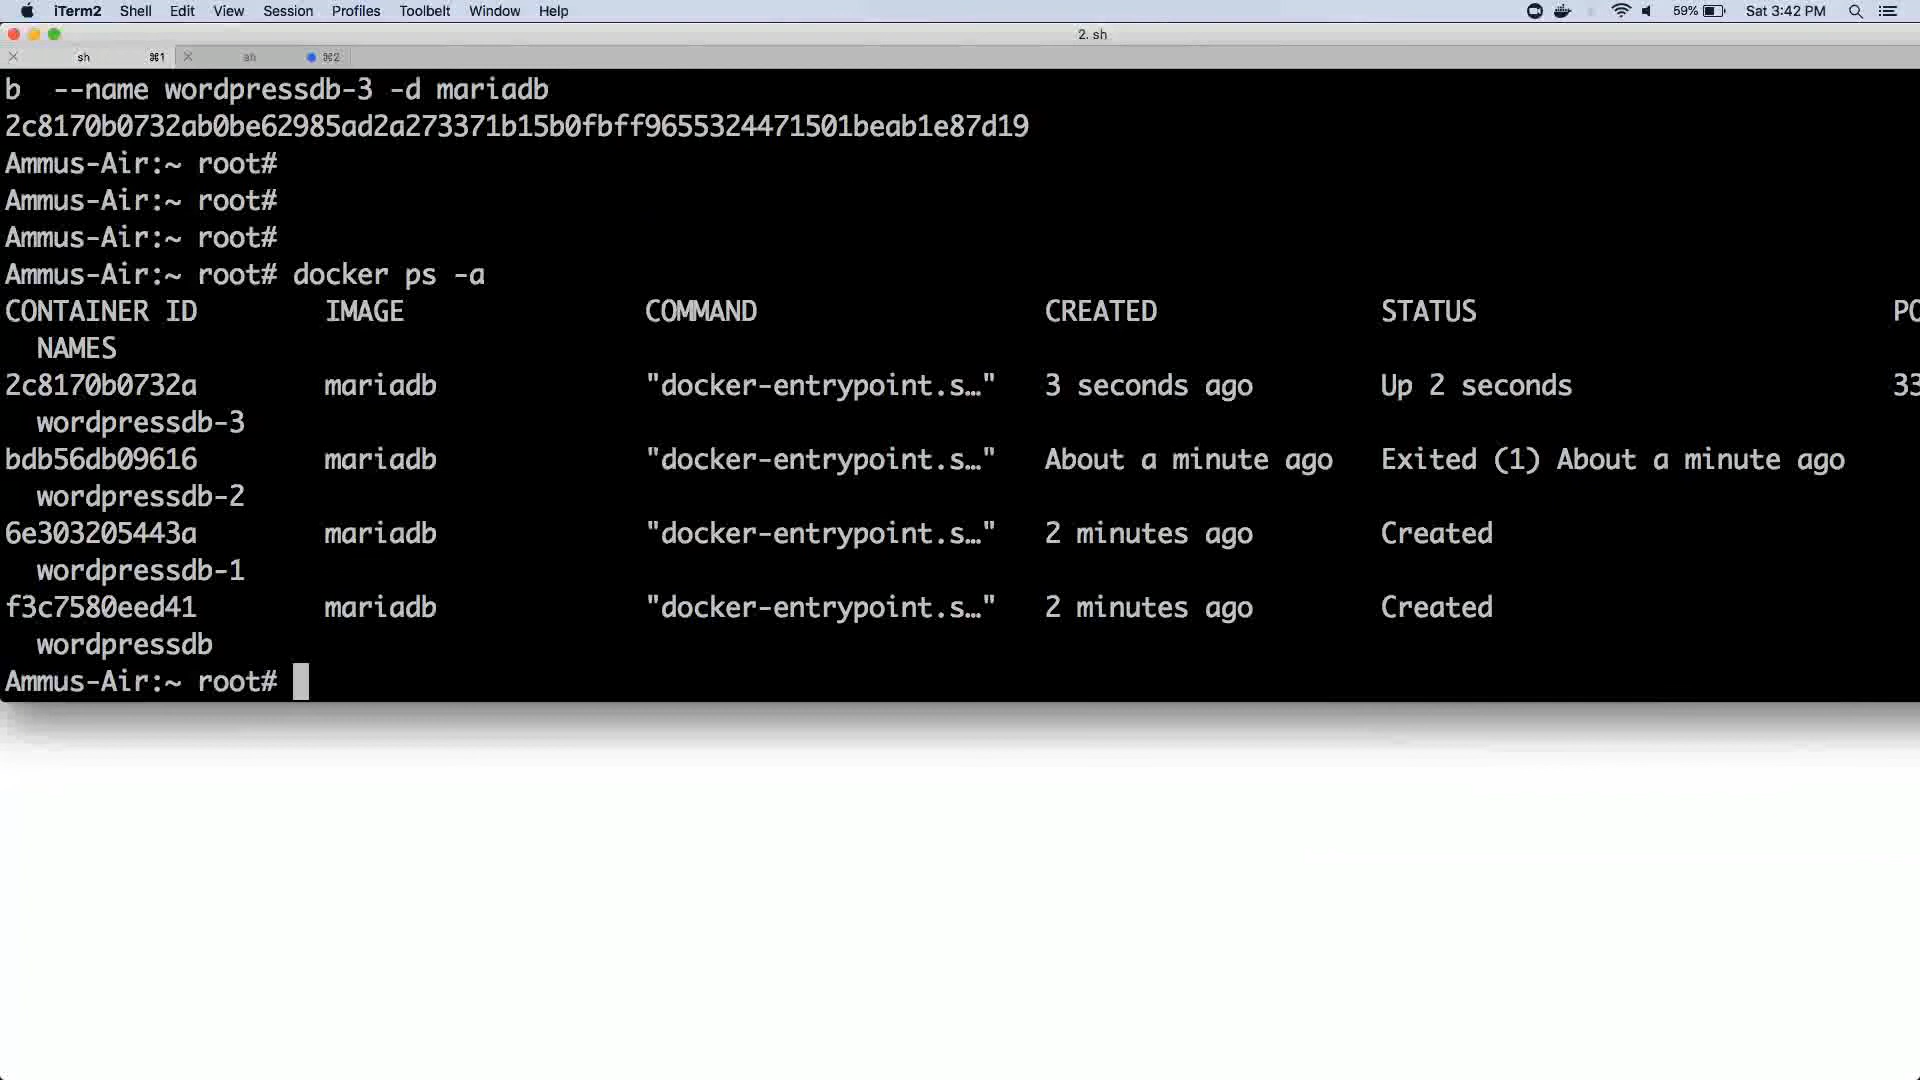 iTerm2 Shell Edit View Session Profiles Toolbelt Window Help 59% Sat 3:42 PM
2. sh
sh ⌘1 sh ⌘2
b  --name wordpressdb-3 -d mariadb
2c8170b0732ab0be62985ad2a273371b15b0fbff9655324471501beab1e87d19
Ammus-Air:~ root#
Ammus-Air:~ root#
Ammus-Air:~ root#
Ammus-Air:~ root# docker ps -a
CONTAINER ID        IMAGE               COMMAND                  CREATED             STATUS                          PO
  NAMES
2c8170b0732a        mariadb             "docker-entrypoint.s…"   3 seconds ago       Up 2 seconds                    33
  wordpressdb-3
bdb56db09616        mariadb             "docker-entrypoint.s…"   About a minute ago   Exited (1) About a minute ago
  wordpressdb-2
6e303205443a        mariadb             "docker-entrypoint.s…"   2 minutes ago       Created
  wordpressdb-1
f3c7580eed41        mariadb             "docker-entrypoint.s…"   2 minutes ago       Created
  wordpressdb
Ammus-Air:~ root#